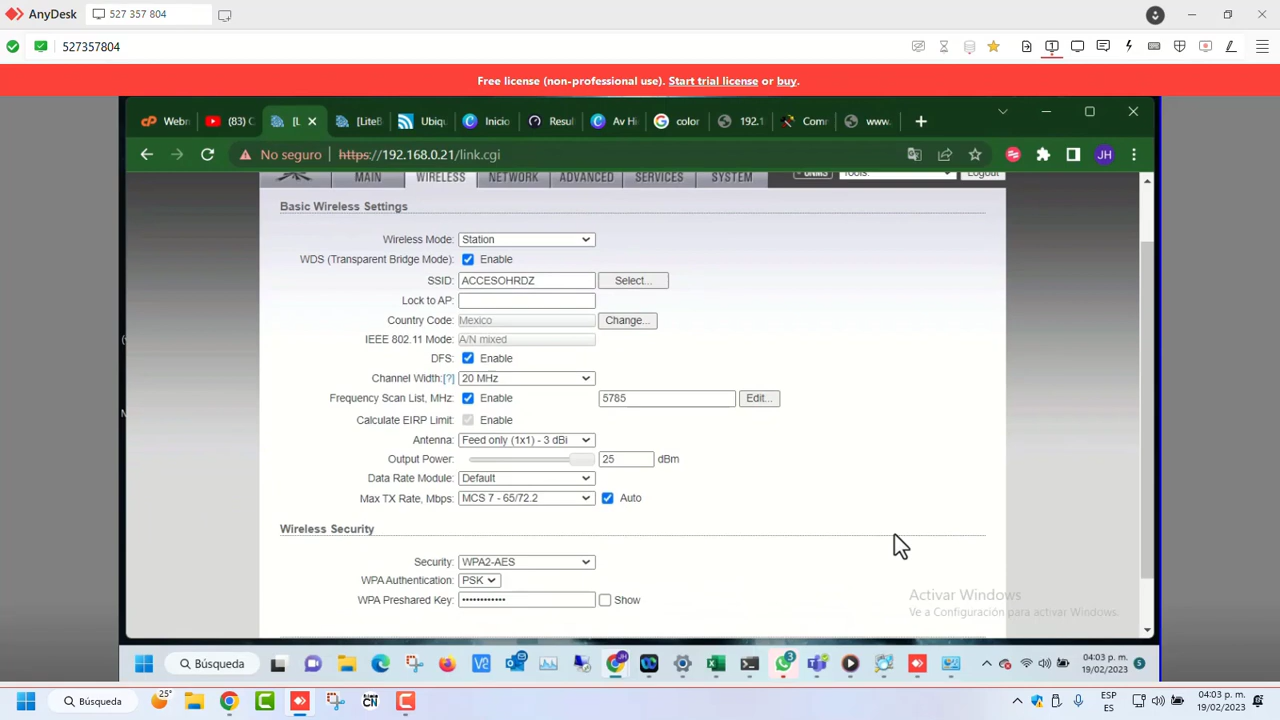 AnyDesk
527 357 804
527357804
Free license (non-professional use). Start trial license or buy.
Webn
(83) C
[L
[LiteB
Ubiqu
Inicio
Resul
Av Hi
color
192.1
Comr
www.
No seguro
https://192.168.0.21/link.cgi
JH
MAIN
WIRELESS
NETWORK
ADVANCED
SERVICES
SYSTEM
UNMS
Tools:
Logout
Basic Wireless Settings
Wireless Mode: Station
WDS (Transparent Bridge Mode): Enable
SSID: ACCESOHRDZ Select...
Lock to AP:
Country Code: Mexico Change...
IEEE 802.11 Mode: A/N mixed
DFS: Enable
Channel Width:[?] 20 MHz
Frequency Scan List, MHz: Enable 5785 Edit...
Calculate EIRP Limit: Enable
Antenna: Feed only (1x1) - 3 dBi
Output Power: 25 dBm
Data Rate Module: Default
Max TX Rate, Mbps: MCS 7 - 65/72.2 Auto
Wireless Security
Security: WPA2-AES
WPA Authentication: PSK
WPA Preshared Key: •••••••••••• Show
Activar Windows
Ve a Configuración para activar Windows.
Búsqueda
3
04:03 p. m.
19/02/2023
5
Búsqueda
25°
ESP
ES
04:03 p. m.
19/02/2023